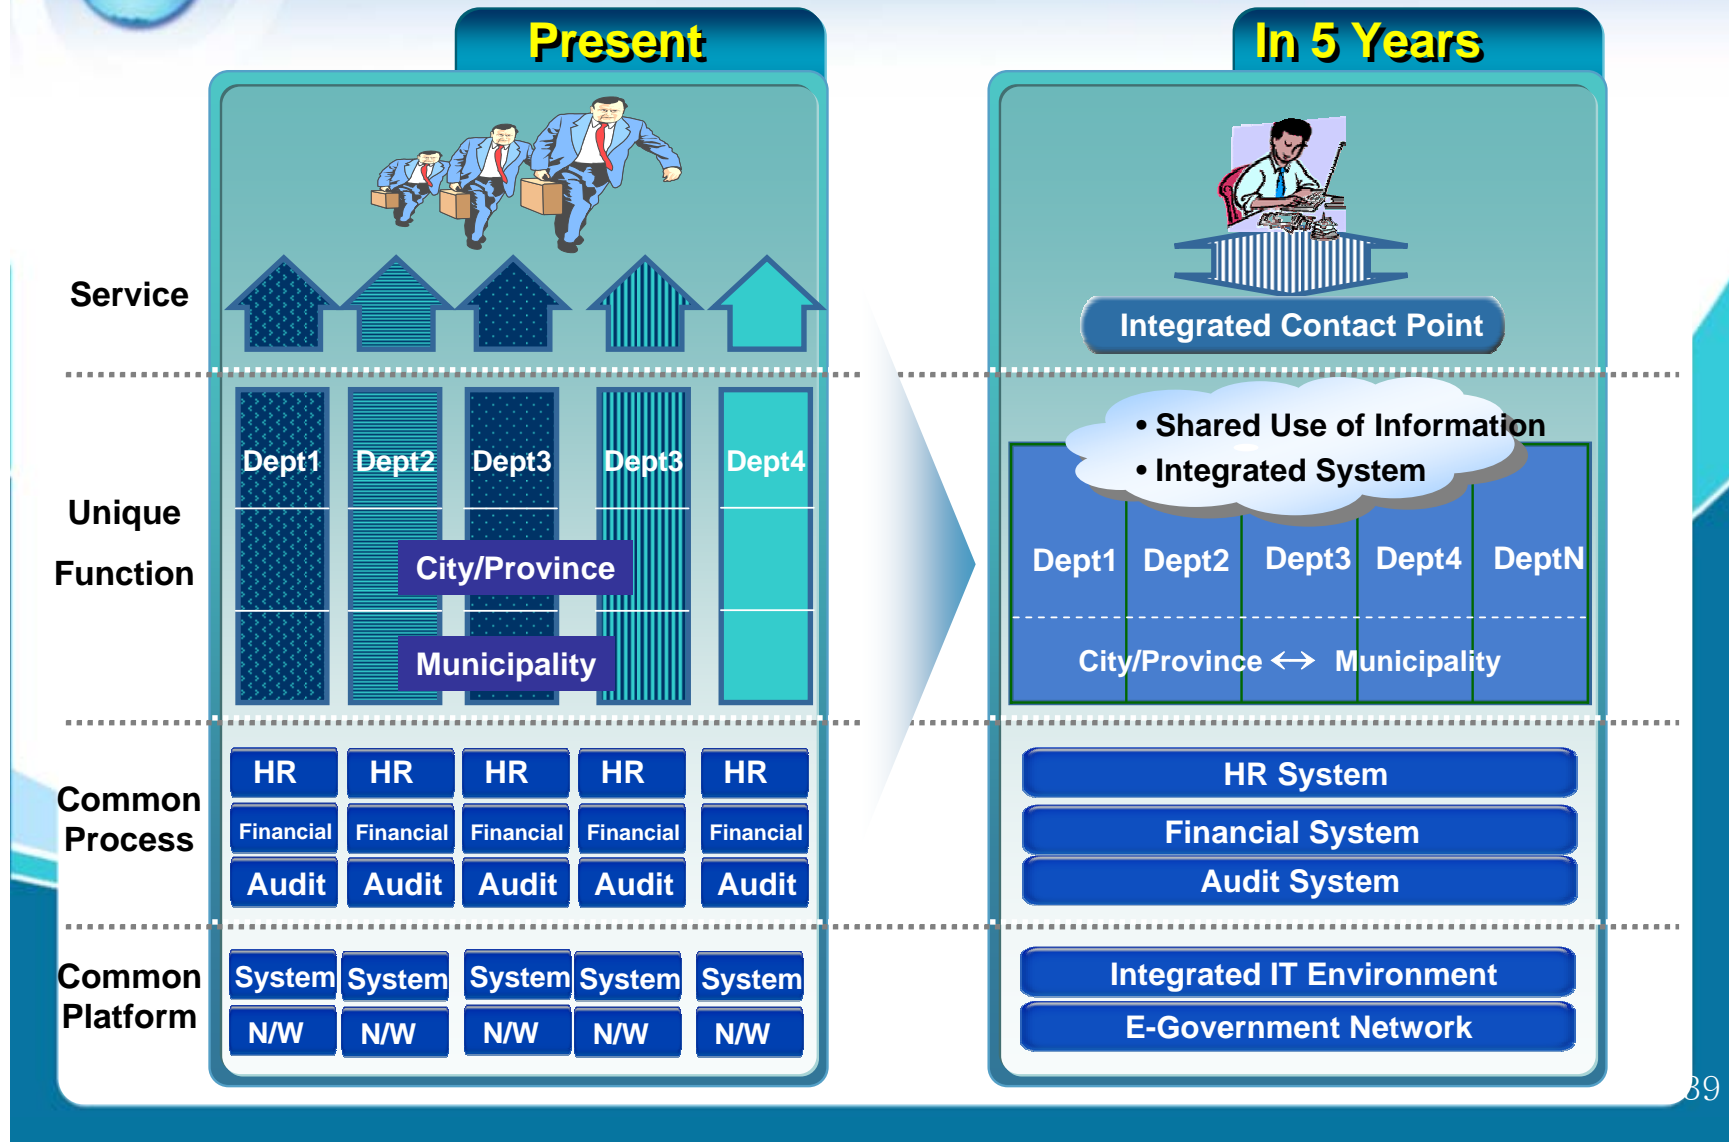 Present
In 5 Years
Service
Integrated Contact Point
Unique
Function
Dept1 Dept2 Dept3 Dept3 Dept4
City/Province
Municipality
• Shared Use of Information
• Integrated System
Dept1 Dept2 Dept3 Dept4 DeptN
City/Province ↔ Municipality
Common
Process
HR HR HR HR HR
Financial Financial Financial Financial Financial
Audit Audit Audit Audit Audit
HR System
Financial System
Audit System
Common
Platform
System System System System System
N/W N/W N/W N/W N/W
Integrated IT Environment
E-Government Network
39